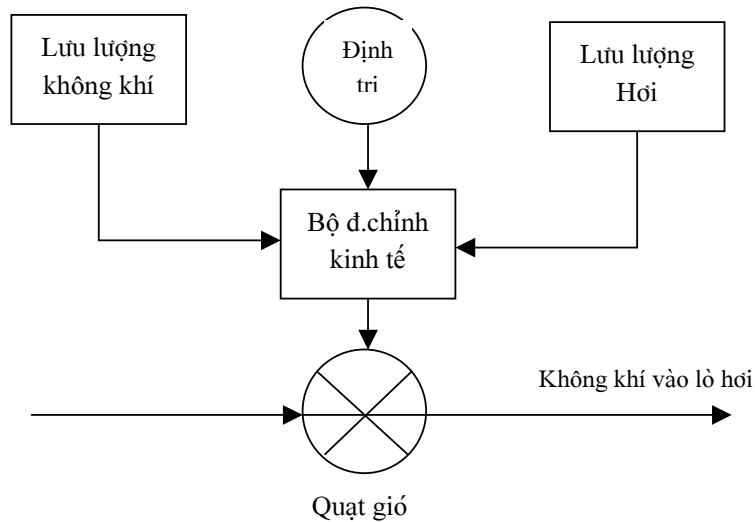 Lưu lượng
không khí
Định
trị
Lưu lượng
Hơi
Bộ đ.chỉnh
kinh tế
Không khí vào lò hơi
Quạt gió